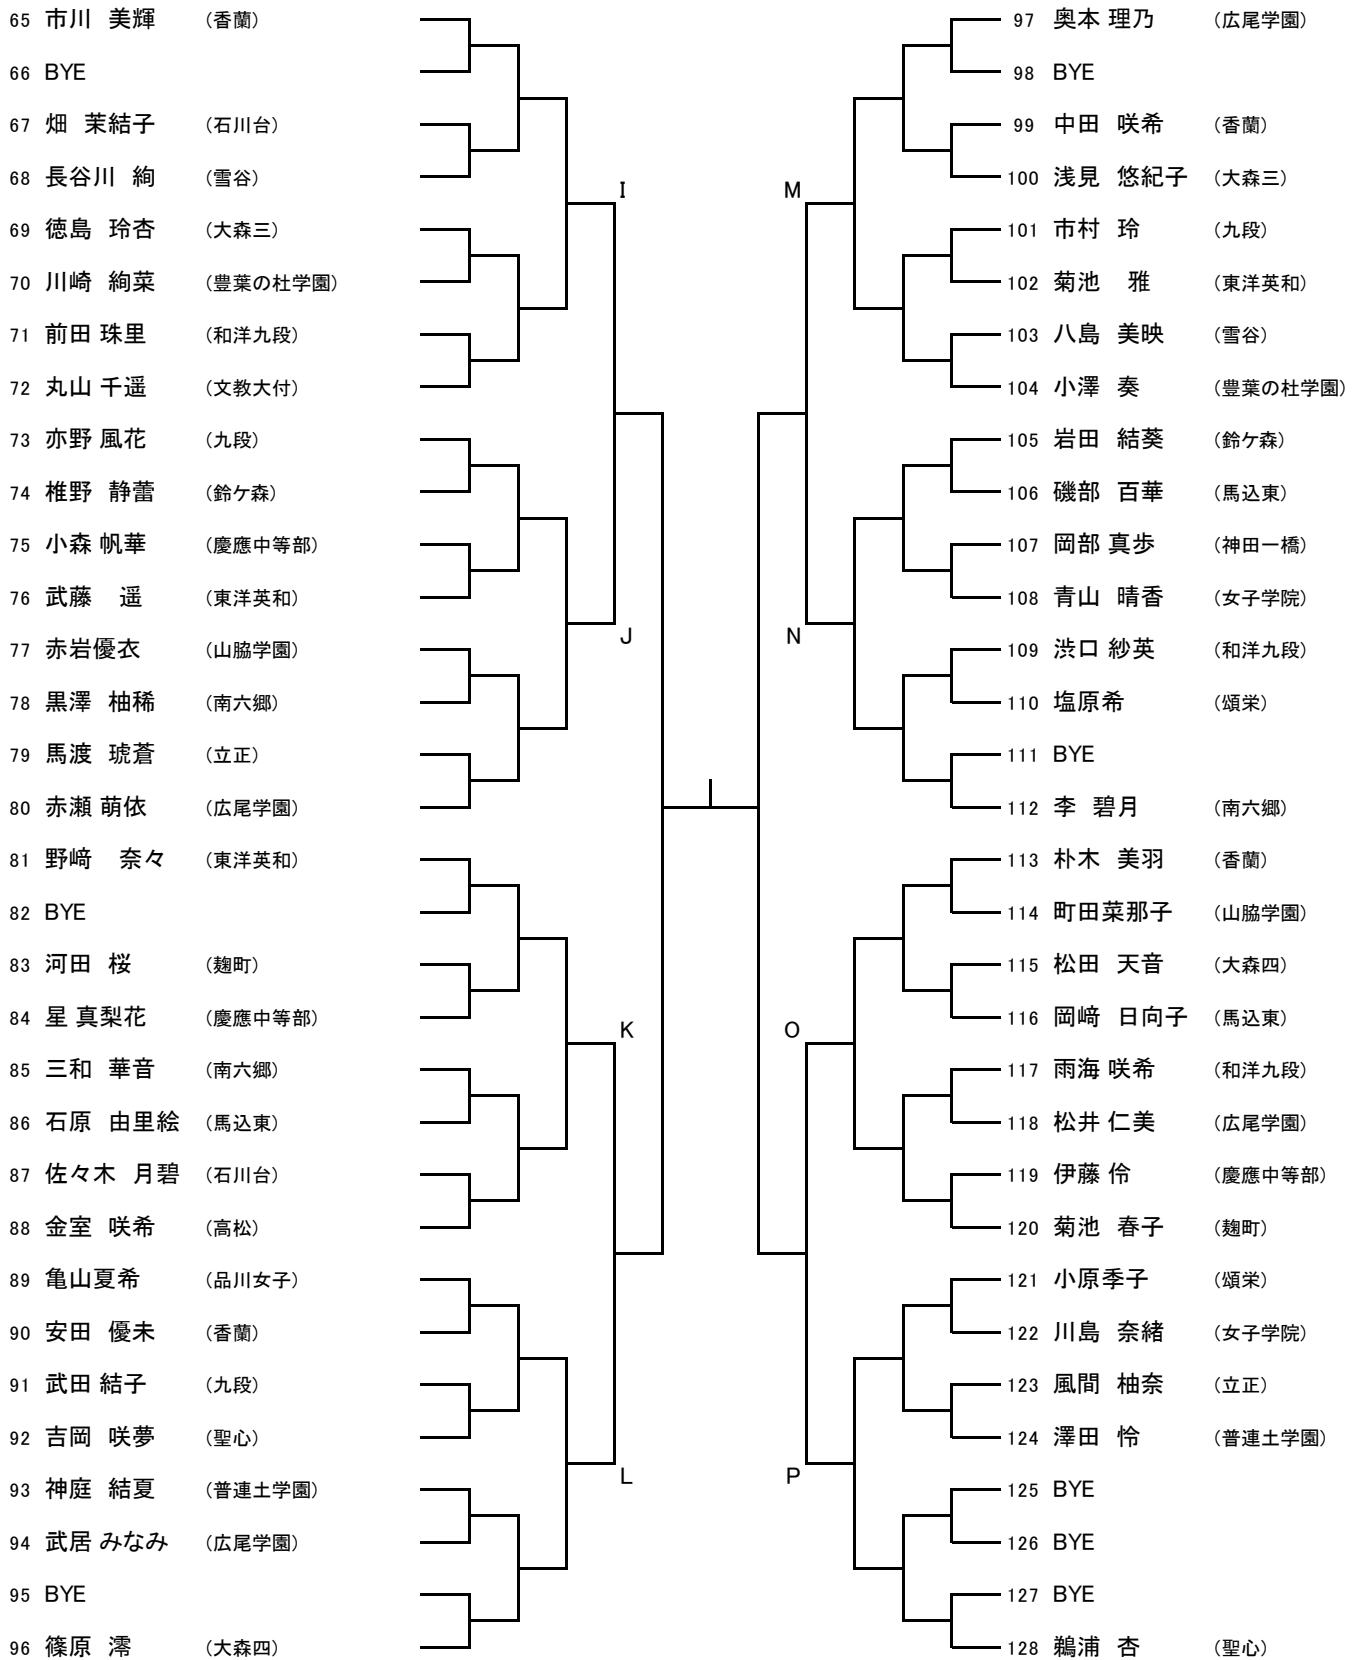 65 市川 美輝 （香蘭）
66 BYE
67 畑 茉結子 （石川台）
68 長谷川 絢 （雪谷）
I
69 徳島 玲杏 （大森三）
70 川崎 絢菜 （豊葉の杜学園）
71 前田 珠里 （和洋九段）
72 丸山 千遥 （文教大付）
73 亦野 風花 （九段）
74 椎野 静蕾 （鈴ケ森）
75 小森 帆華 （慶應中等部）
76 武藤 遥 （東洋英和）
J
77 赤岩優衣 （山脇学園）
78 黒澤 柚稀 （南六郷）
79 馬渡 琥蒼 （立正）
80 赤瀬 萌依 （広尾学園）
81 野﨑 奈々 （東洋英和）
82 BYE
83 河田 桜 （麹町）
84 星 真梨花 （慶應中等部）
K
85 三和 華音 （南六郷）
86 石原 由里絵 （馬込東）
87 佐々木 月碧 （石川台）
88 金室 咲希 （高松）
89 亀山夏希 （品川女子）
90 安田 優未 （香蘭）
91 武田 結子 （九段）
92 吉岡 咲夢 （聖心）
L
93 神庭 結夏 （普連土学園）
94 武居 みなみ （広尾学園）
95 BYE
96 篠原 澪 （大森四）
97 奥本 理乃 （広尾学園）
98 BYE
99 中田 咲希 （香蘭）
100 浅見 悠紀子 （大森三）
M
101 市村 玲 （九段）
102 菊池 雅 （東洋英和）
103 八島 美映 （雪谷）
104 小澤 奏 （豊葉の杜学園）
105 岩田 結葵 （鈴ケ森）
106 磯部 百華 （馬込東）
107 岡部 真歩 （神田一橋）
108 青山 晴香 （女子学院）
N
109 渋口 紗英 （和洋九段）
110 塩原希 （頌栄）
111 BYE
112 李 碧月 （南六郷）
113 朴木 美羽 （香蘭）
114 町田菜那子 （山脇学園）
115 松田 天音 （大森四）
116 岡﨑 日向子 （馬込東）
O
117 雨海 咲希 （和洋九段）
118 松井 仁美 （広尾学園）
119 伊藤 伶 （慶應中等部）
120 菊池 春子 （麹町）
121 小原季子 （頌栄）
122 川島 奈緒 （女子学院）
123 風間 柚奈 （立正）
124 澤田 怜 （普連土学園）
P
125 BYE
126 BYE
127 BYE
128 鵜浦 杏 （聖心）